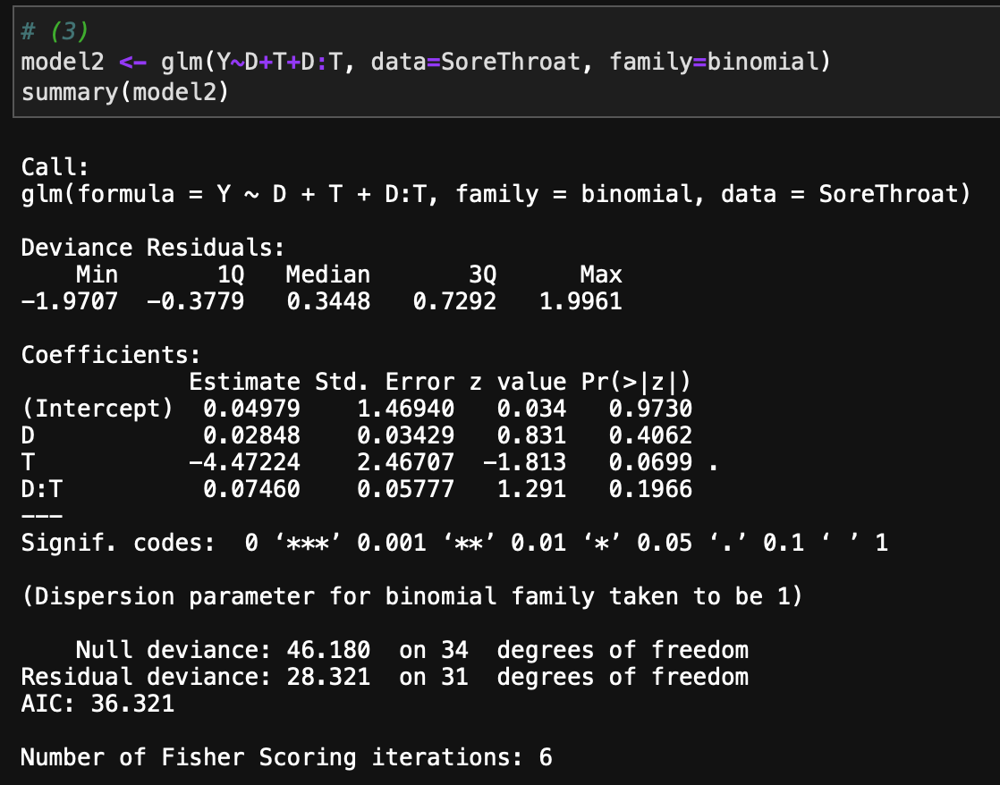 # (3)
model2 <- glm(Y~D+T+D:T, data=SoreThroat, family=binomial)
summary(model2)
Call:
glm(formula = Y ~ D + T + D:T, family = binomial, data = SoreThroat)
Deviance Residuals:
    Min       1Q   Median       3Q      Max
-1.9707  -0.3779   0.3448   0.7292   1.9961
Coefficients:
            Estimate Std. Error z value Pr(>|z|)
(Intercept)  0.04979    1.46940   0.034   0.9730
D            0.02848    0.03429   0.831   0.4062
T           -4.47224    2.46707  -1.813   0.0699 .
D:T          0.07460    0.05777   1.291   0.1966
---
Signif. codes:  0 ‘***’ 0.001 ‘**’ 0.01 ‘*’ 0.05 ‘.’ 0.1 ‘ ’ 1
(Dispersion parameter for binomial family taken to be 1)
    Null deviance: 46.180  on 34  degrees of freedom
Residual deviance: 28.321  on 31  degrees of freedom
AIC: 36.321
Number of Fisher Scoring iterations: 6